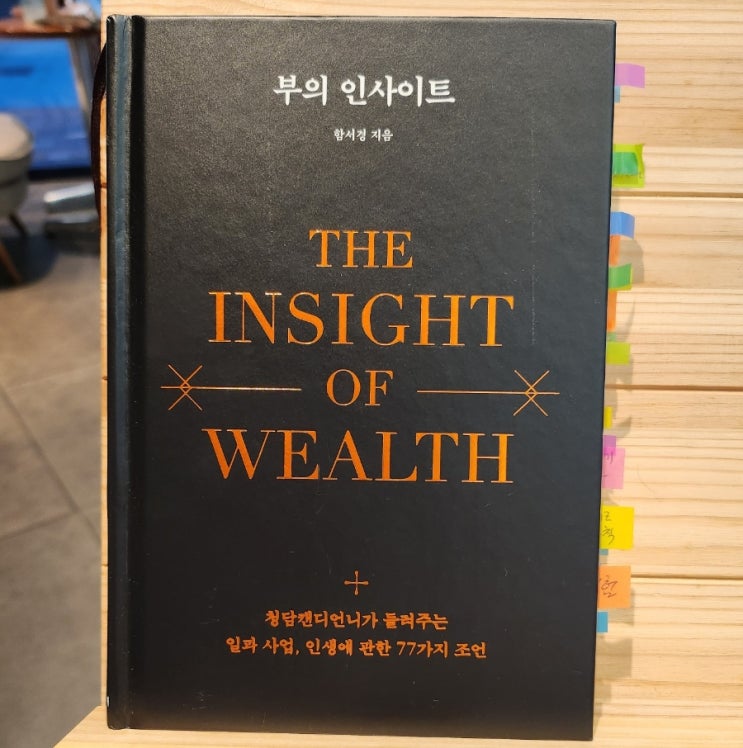 부의 인사이트
함서경 지음
THE
INSIGHT
OF
WEALTH
청담캔디언니가 들려주는
일과 사업, 인생에 관한 77가지 조언